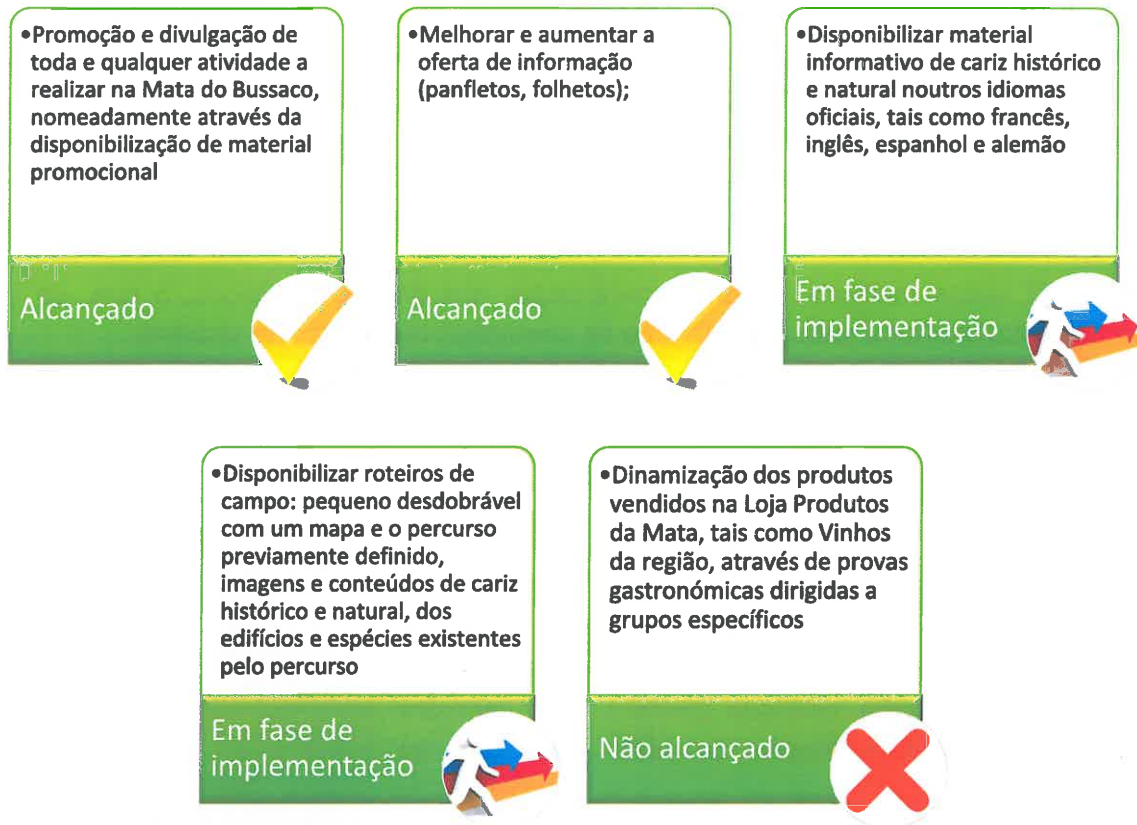 •Promoção e divulgação de
toda e qualquer atividade a
realizar na Mata do Bussaco,
nomeadamente através da
disponibilização de material
promocional
Alcançado
•Melhorar e aumentar a
oferta de informação
(panfletos, folhetos);
Alcançado
•Disponibilizar material
informativo de cariz histórico
e natural noutros idiomas
oficiais, tais como francês,
inglês, espanhol e alemão
Em fase de
implementação
•Disponibilizar roteiros de
campo: pequeno desdobrável
com um mapa e o percurso
previamente definido,
imagens e conteúdos de cariz
histórico e natural, dos
edifícios e espécies existentes
pelo percurso
Em fase de
implementação
•Dinamização dos produtos
vendidos na Loja Produtos
da Mata, tais como Vinhos
da região, através de provas
gastronómicas dirigidas a
grupos específicos
Não alcançado